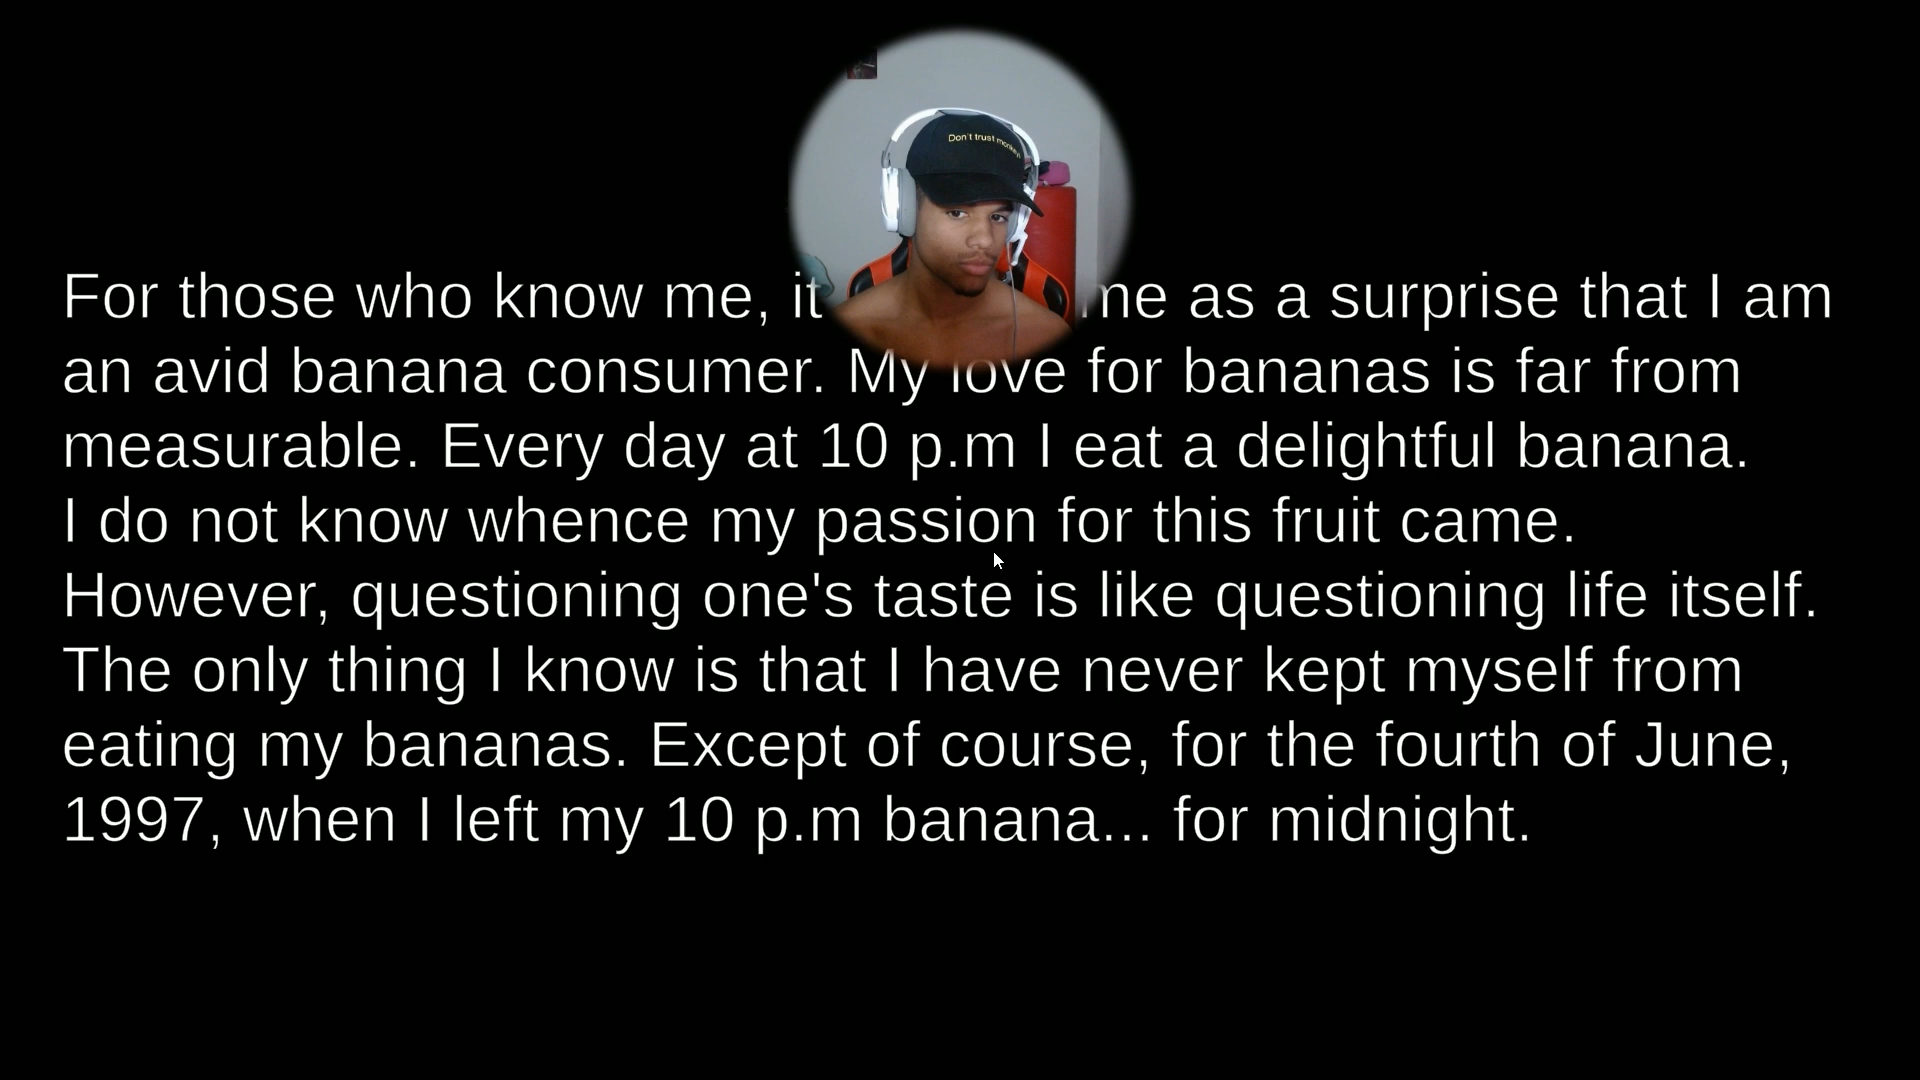 Don't trust monkeys
For those who know me, it me as a surprise that I am
an avid banana consumer. My love for bananas is far from
measurable. Every day at 10 p.m I eat a delightful banana.
I do not know whence my passion for this fruit came.
However, questioning one's taste is like questioning life itself.
The only thing I know is that I have never kept myself from
eating my bananas. Except of course, for the fourth of June,
1997, when I left my 10 p.m banana... for midnight.